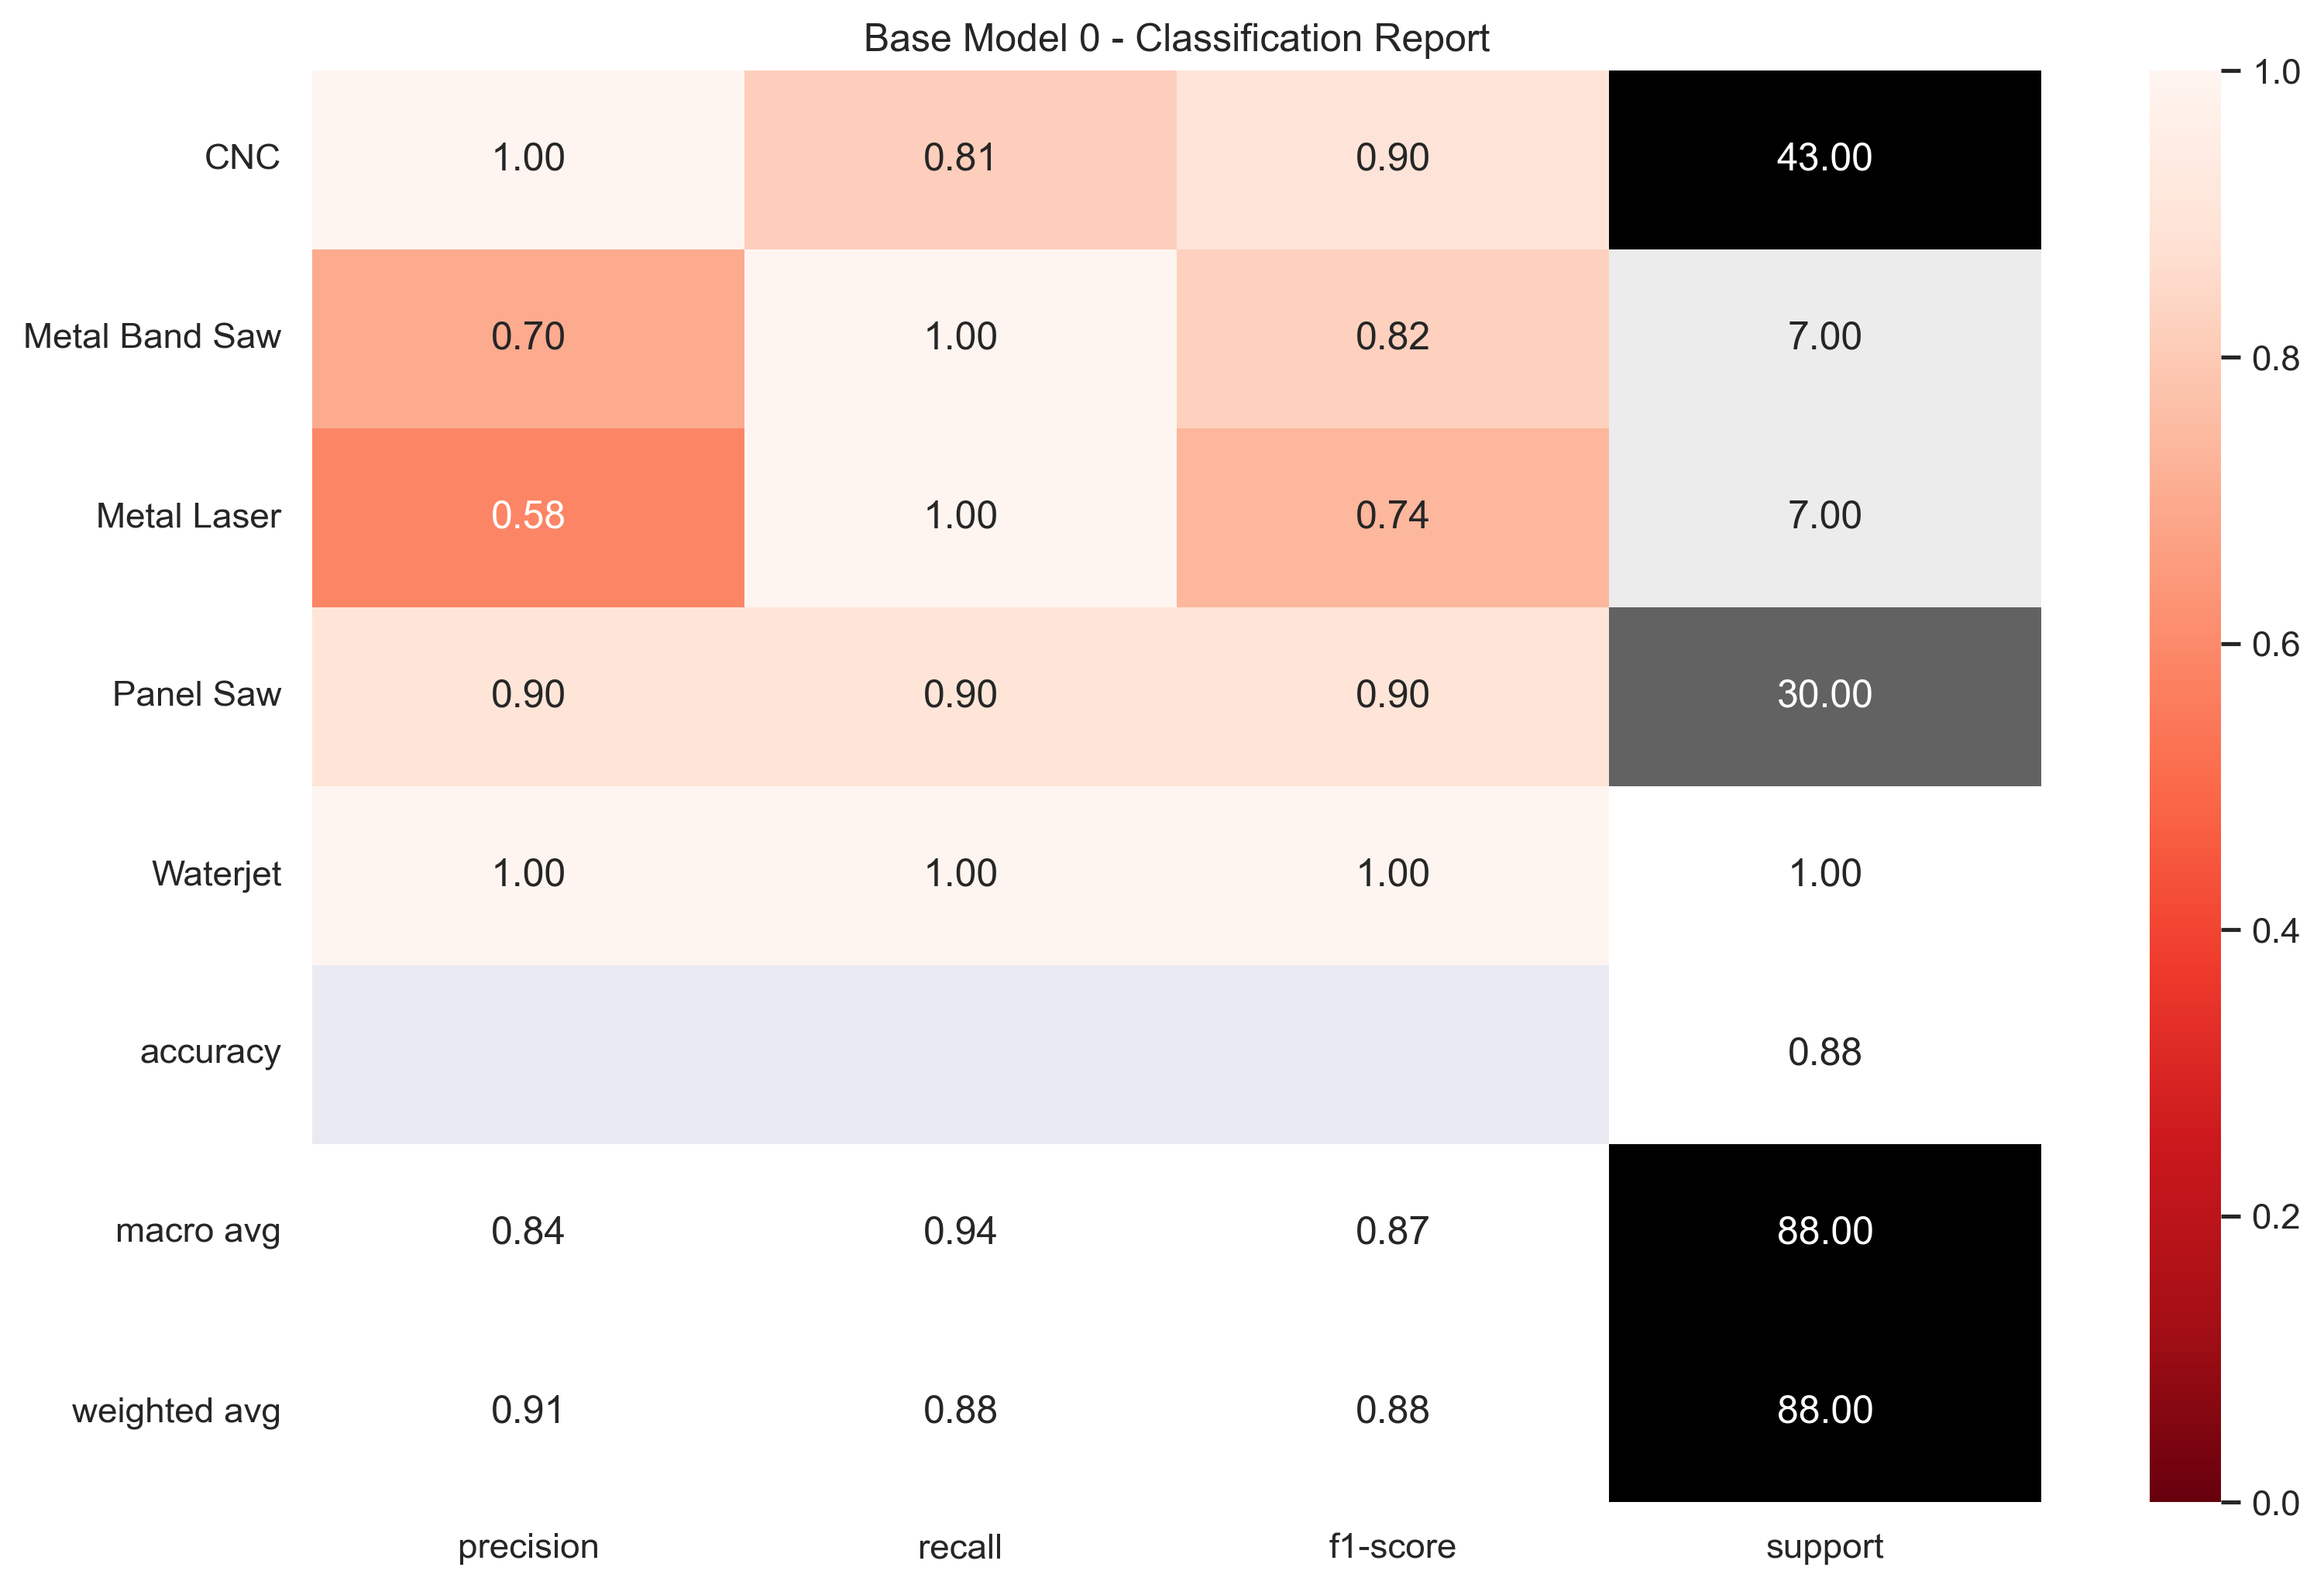 Base Model 0 - Classification Report
CNC 1.00 0.81 0.90 43.00
Metal Band Saw 0.70 1.00 0.82 7.00
Metal Laser 0.58 1.00 0.74 7.00
Panel Saw 0.90 0.90 0.90 30.00
Waterjet 1.00 1.00 1.00 1.00
accuracy 0.88
macro avg 0.84 0.94 0.87 88.00
weighted avg 0.91 0.88 0.88 88.00
precision recall f1-score support
1.0
0.8
0.6
0.4
0.2
0.0